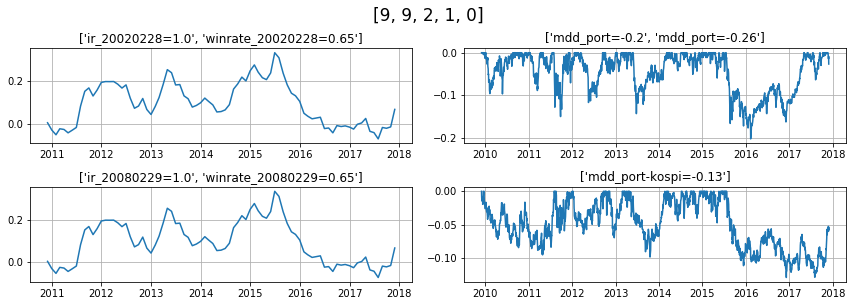 [9, 9, 2, 1, 0]
['ir_20020228=1.0', 'winrate_20020228=0.65']
0.2
0.0
2011 2012 2013 2014 2015 2016 2017 2018
['mdd_port=-0.2', 'mdd_port=-0.26']
0.0
−0.1
−0.2
2010 2011 2012 2013 2014 2015 2016 2017 2018
['ir_20080229=1.0', 'winrate_20080229=0.65']
0.2
0.0
2011 2012 2013 2014 2015 2016 2017 2018
['mdd_port-kospi=-0.13']
0.00
−0.05
−0.10
2010 2011 2012 2013 2014 2015 2016 2017 2018